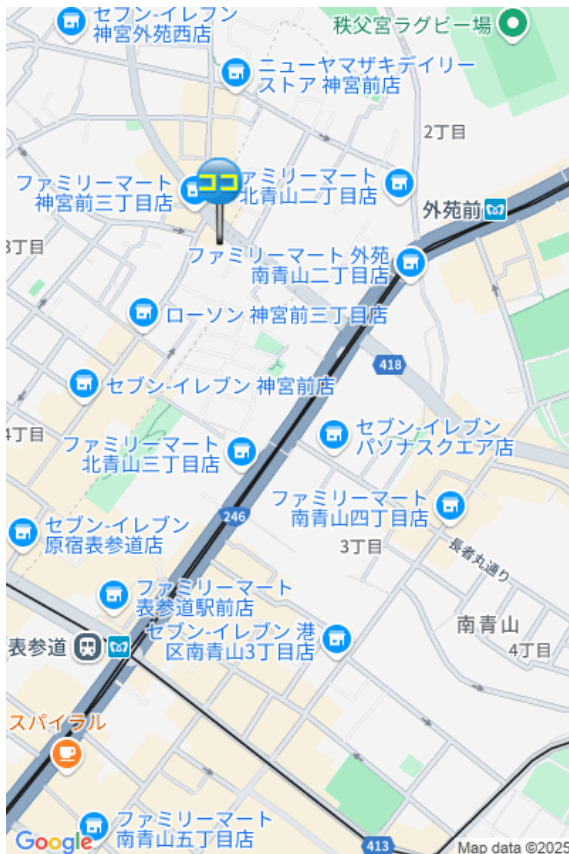 セブン-イレブン
神宮外苑西店
秩父宮ラグビー場
ニューヤマザキデイリー
ストア 神宮前店
2丁目
ファミリーマート
神宮前三丁目店
ココ
ファミリーマート
北青山二丁目店
外苑前
3丁目
ファミリーマート 外苑
南青山二丁目店
ローソン 神宮前三丁目店
418
セブン-イレブン 神宮前店
4丁目
ファミリーマート
北青山三丁目店
セブン-イレブン
パソナスクエア店
246
ファミリーマート
南青山四丁目店
セブン-イレブン
原宿表参道店
3丁目
長者丸通り
ファミリーマート
表参道駅前店
南青山
4丁目
表参道
セブン-イレブン 港
区南青山3丁目店
スパイラル
ファミリーマート
南青山五丁目店
Google
413
Map data ©2025